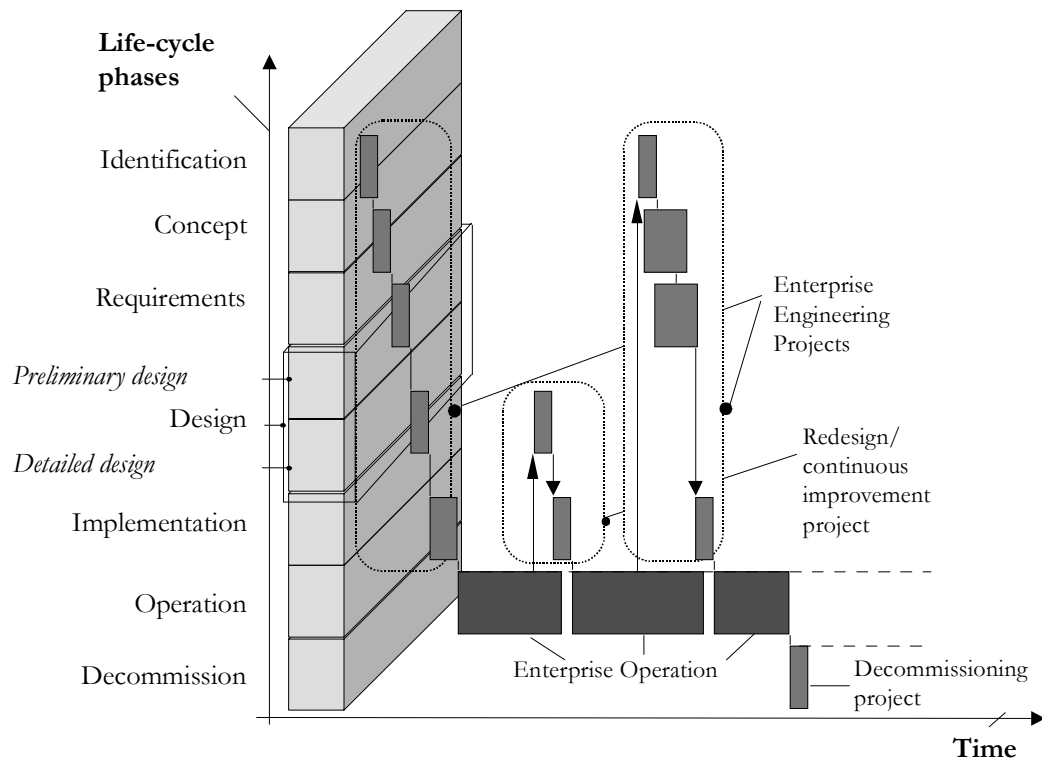 Life-cycle
phases
Identification
Concept
Requirements
Preliminary design
Design
Detailed design
Implementation
Operation
Decommission
Enterprise
Engineering
Projects
Redesign/
continuous
improvement
project
Enterprise Operation
Decommissioning
project
Time